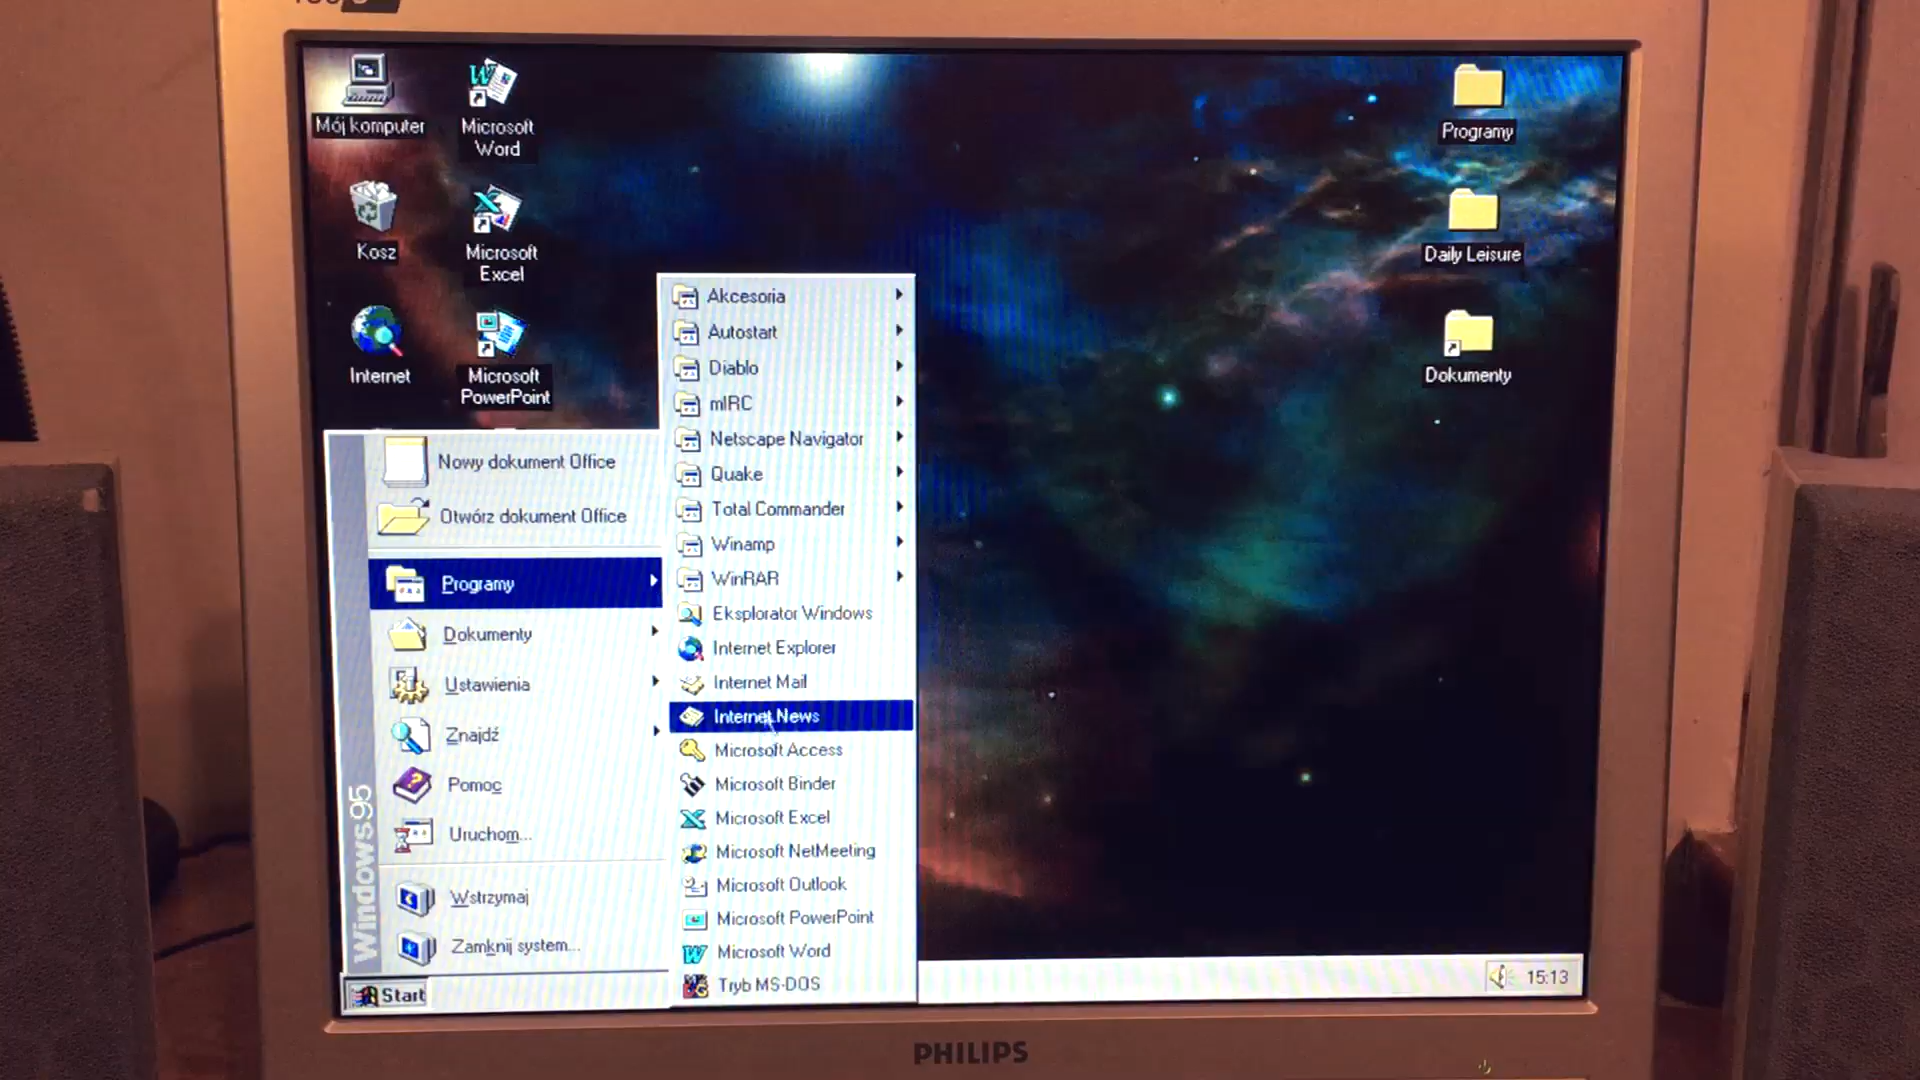 Mój komputer
Microsoft
Word
Programy
Kosz
Microsoft
Excel
Daily Leisure
Internet
Microsoft
PowerPoint
Dokumenty
Nowy dokument Office
Otwórz dokument Office
Programy
Dokumenty
Ustawienia
Znajdź
Pomoc
Uruchom...
Wstrzymaj
Zamknij system...
Windows95
Akcesoria
Autostart
Diablo
mIRC
Netscape Navigator
Quake
Total Commander
Winamp
WinRAR
Eksplorator Windows
Internet Explorer
Internet Mail
Internet News
Microsoft Access
Microsoft Binder
Microsoft Excel
Microsoft NetMeeting
Microsoft Outlook
Microsoft PowerPoint
Microsoft Word
Tryb MS-DOS
Start
15:13
PHILIPS